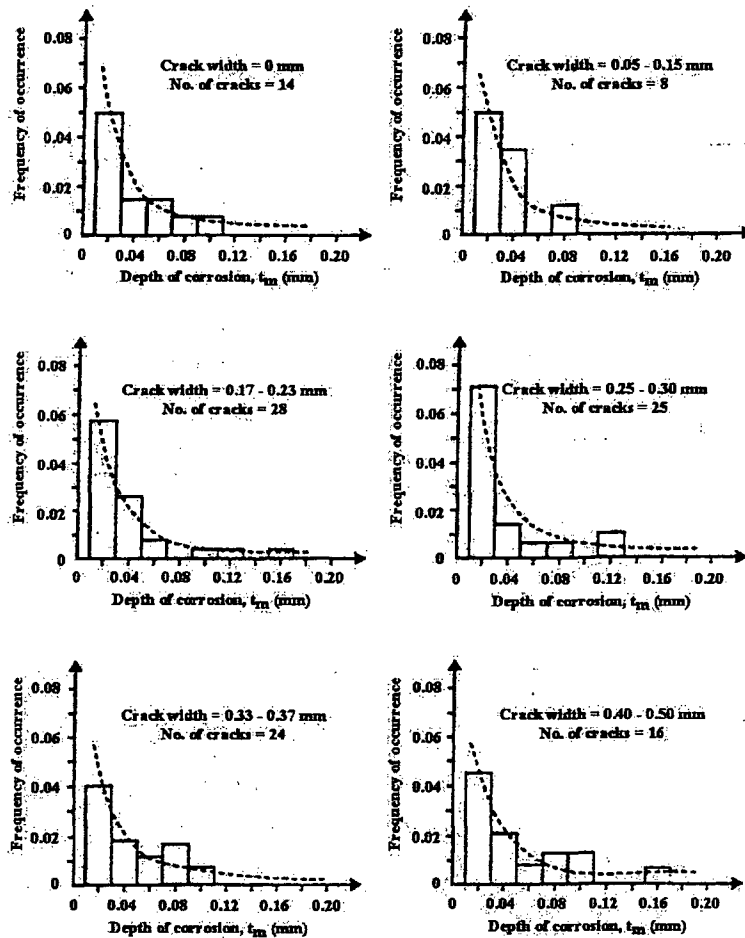 Frequency of occurrence
0.08
0.06
0.04
0.02
0
Crack width = 0 mm
No. of cracks = 14
0 0.04 0.08 0.12 0.16 0.20
Depth of corrosion, tm (mm)
Frequency of occurrence
0.08
0.06
0.04
0.02
0
Crack width = 0.05 - 0.15 mm
No. of cracks = 8
0 0.04 0.08 0.12 0.16 0.20
Depth of corrosion, tm (mm)
Frequency of occurrence
0.08
0.06
0.04
0.02
0
Crack width = 0.17 - 0.23 mm
No. of cracks = 28
0 0.04 0.08 0.12 0.16 0.20
Depth of corrosion, tm (mm)
Frequency of occurrence
0.08
0.06
0.04
0.02
0
Crack width = 0.25 - 0.30 mm
No. of cracks = 25
0 0.04 0.08 0.12 0.16 0.20
Depth of corrosion, tm (mm)
Frequency of occurrence
0.08
0.06
0.04
0.02
0
Crack width = 0.33 - 0.37 mm
No. of cracks = 24
0 0.04 0.08 0.12 0.16 0.20
Depth of corrosion, tm (mm)
Frequency of occurrence
0.08
0.06
0.04
0.02
0
Crack width = 0.40 - 0.50 mm
No. of cracks = 16
0 0.04 0.08 0.12 0.16 0.20
Depth of corrosion, tm (mm)